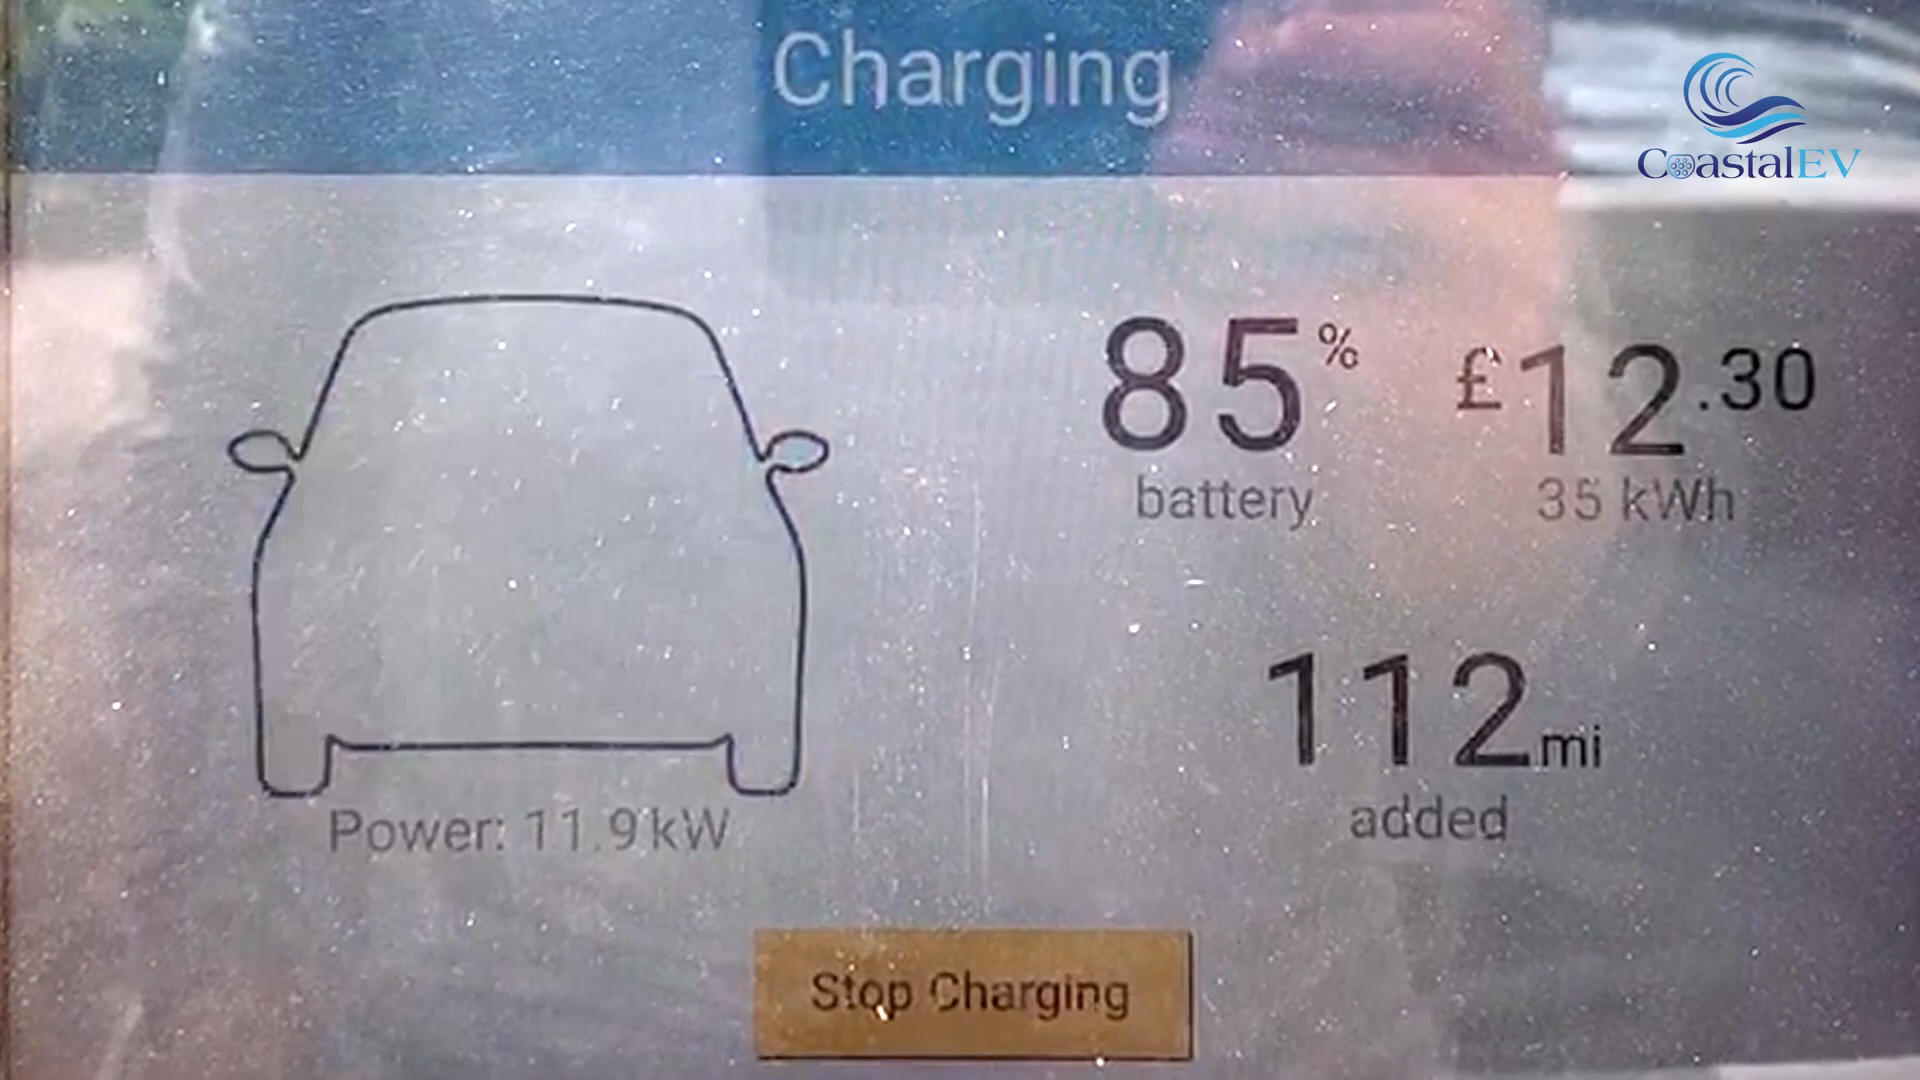 Charging
CoastalEV
85%
battery
£12.30
35 kWh
112mi
added
Power: 11.9 kW
Stop Charging